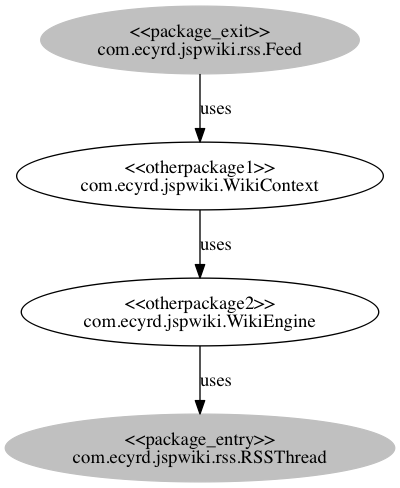 <<package_exit>>
com.ecyrd.jspwiki.rss.Feed
uses
<<otherpackage1>>
com.ecyrd.jspwiki.WikiContext
uses
<<otherpackage2>>
com.ecyrd.jspwiki.WikiEngine
uses
<<package_entry>>
com.ecyrd.jspwiki.rss.RSSThread